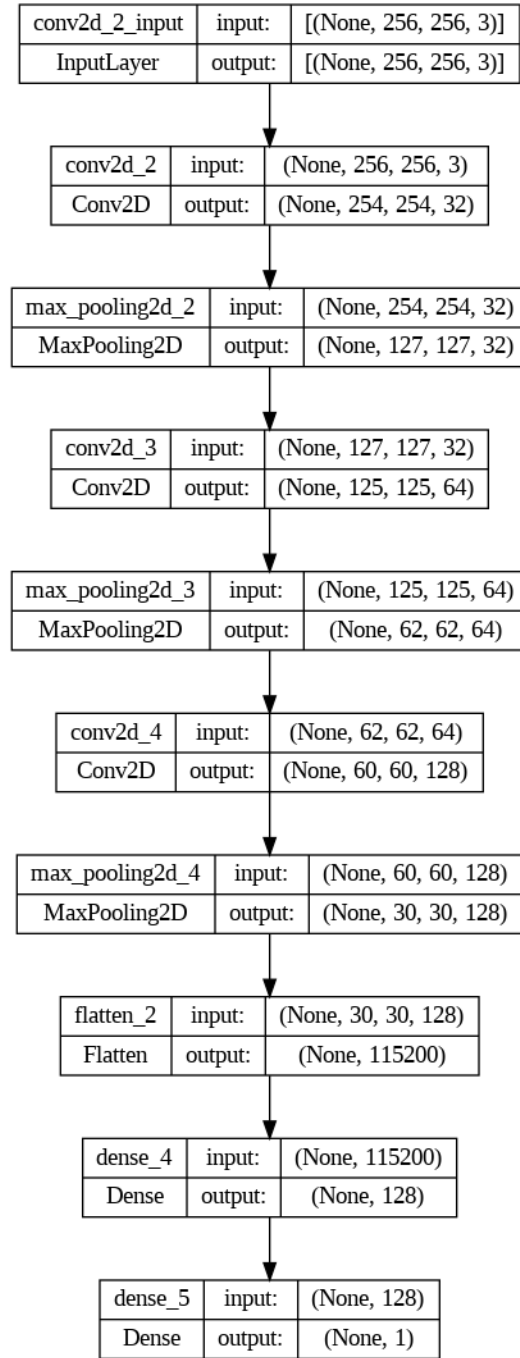 conv2d_2_input input: [(None, 256, 256, 3)]
InputLayer output: [(None, 256, 256, 3)]
conv2d_2 input: (None, 256, 256, 3)
Conv2D output: (None, 254, 254, 32)
max_pooling2d_2 input: (None, 254, 254, 32)
MaxPooling2D output: (None, 127, 127, 32)
conv2d_3 input: (None, 127, 127, 32)
Conv2D output: (None, 125, 125, 64)
max_pooling2d_3 input: (None, 125, 125, 64)
MaxPooling2D output: (None, 62, 62, 64)
conv2d_4 input: (None, 62, 62, 64)
Conv2D output: (None, 60, 60, 128)
max_pooling2d_4 input: (None, 60, 60, 128)
MaxPooling2D output: (None, 30, 30, 128)
flatten_2 input: (None, 30, 30, 128)
Flatten output: (None, 115200)
dense_4 input: (None, 115200)
Dense output: (None, 128)
dense_5 input: (None, 128)
Dense output: (None, 1)